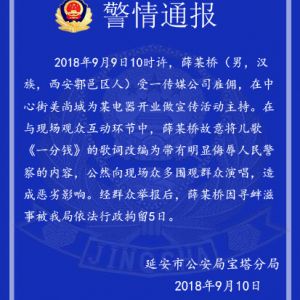 警情通报
2018年9月9日10时许，薛某桥（男，汉
族，西安鄠邑区人）受一传媒公司雇佣，在中
心街美尚城为某电器开业做宣传活动主持。在
与现场观众互动环节中，薛某桥故意将儿歌
《一分钱》的歌词改编为带有明显侮辱人民警
察的内容，公然向现场众多围观群众演唱，造
成恶劣影响。经群众举报后，薛某桥因寻衅滋
事被我局依法行政拘留5日。
延安市公安局宝塔分局
2018年9月10日
JINGCHA